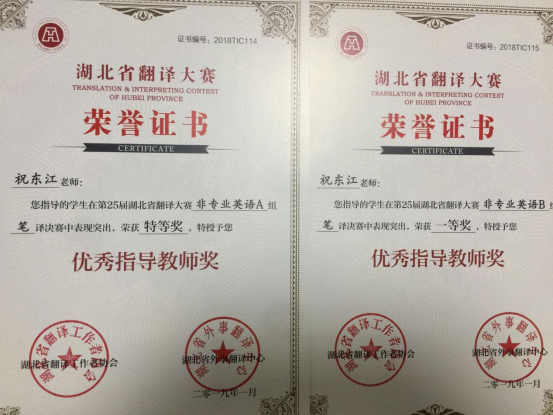 证书编号：2018TIC114
湖北省翻译大赛
TRANSLATION & INTERPRETING CONTEST
OF HUBEI PROVINCE
荣誉证书
CERTIFICATE
祝东江 老师：
您指导的学生在第25届湖北省翻译大赛 非专业英语A 组
笔 译决赛中表现突出，荣获 特等奖 ，特授予您
优秀指导教师奖
湖北省翻译工作者协会
湖北省外事翻译中心
二〇一九年一月
证书编号：2018TIC115
湖北省翻译大赛
TRANSLATION & INTERPRETING CONTEST
OF HUBEI PROVINCE
荣誉证书
CERTIFICATE
祝东江 老师：
您指导的学生在第25届湖北省翻译大赛 非专业英语B 组
笔 译决赛中表现突出，荣获 一等奖 ，特授予您
优秀指导教师奖
湖北省翻译工作者协会
湖北省外事翻译中心
二〇一九年一月